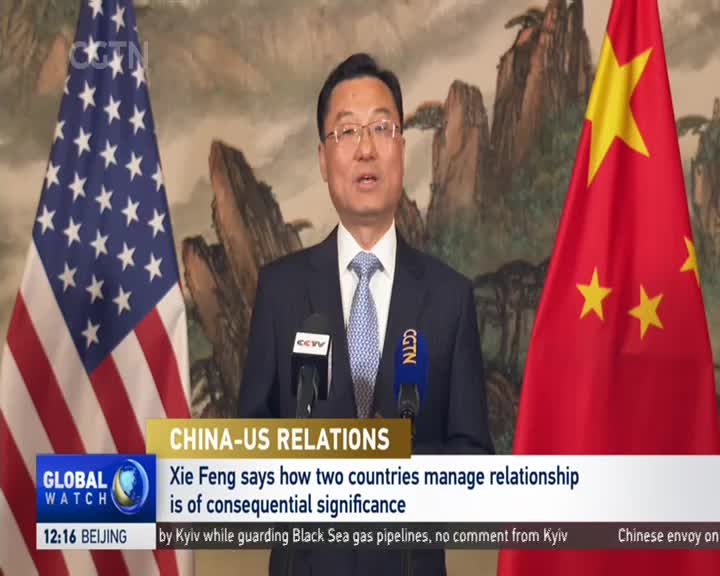 CGTN
CCTV
CGTN
CHINA-US RELATIONS
Xie Feng says how two countries manage relationship
is of consequential significance
GLOBAL
WATCH
12:16 BEIJING
by Kyiv while guarding Black Sea gas pipelines, no comment from Kyiv Chinese envoy on